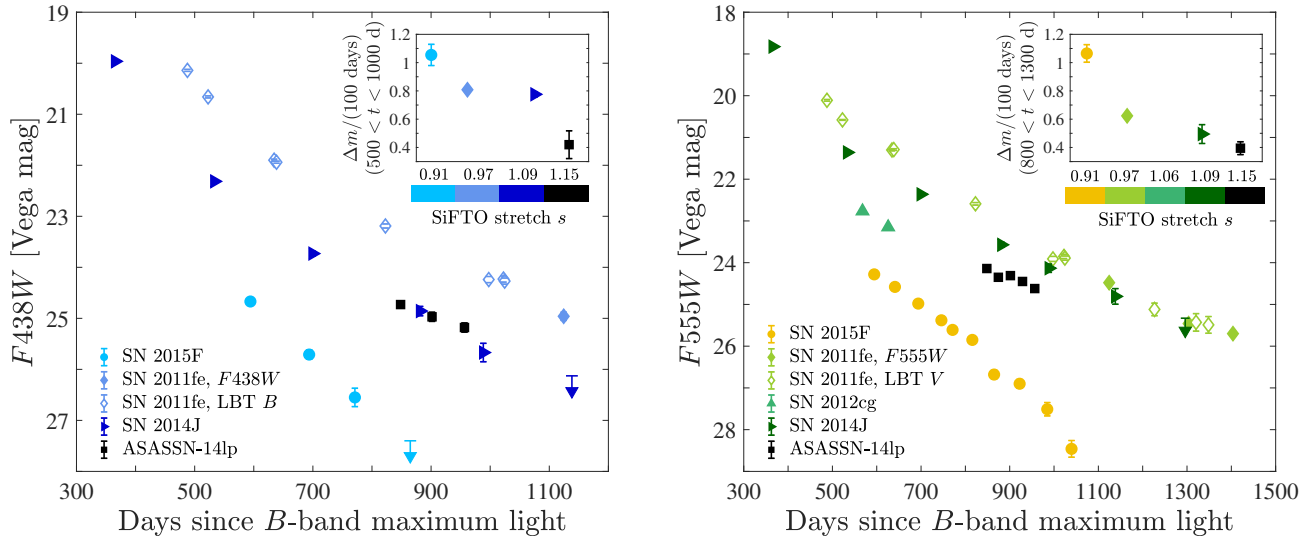 19
21
23
25
27
F438W [Vega mag]
300 500 700 900 1100
Days since B-band maximum light
SN 2015F
SN 2011fe, F438W
SN 2011fe, LBT B
SN 2014J
ASASSN-14lp
1.2
1
0.8
0.6
0.4
Δm/(100 days)
(500 < t < 1000 d)
0.91 0.97 1.09 1.15
SiFTO stretch s
18
20
22
24
26
28
F555W [Vega mag]
300 500 700 900 1100 1300 1500
Days since B-band maximum light
SN 2015F
SN 2011fe, F555W
SN 2011fe, LBT V
SN 2012cg
SN 2014J
ASASSN-14lp
1.2
1
0.8
0.6
0.4
Δm/(100 days)
(800 < t < 1300 d)
0.91 0.97 1.06 1.09 1.15
SiFTO stretch s